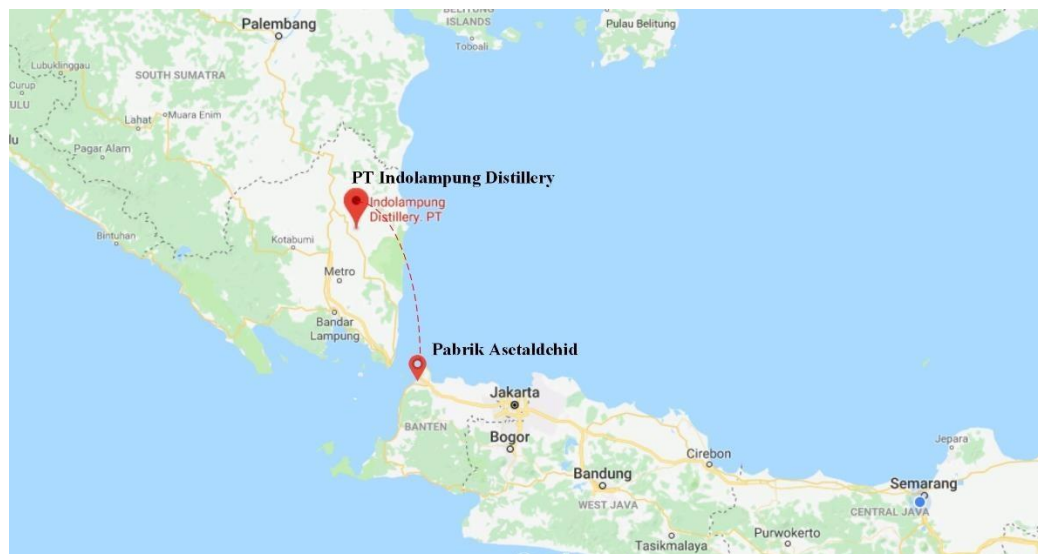 Palembang
BELITUNG
ISLANDS
Toboali
Pulau Belitung
Lubuklinggau
SOUTH SUMATRA
Curup
ULU
Lahat
Muara Enim
lu
Pagar Alam
PT Indolampung Distillery
Indolampung
Distillery. PT
Bintuhan
Kotabumi
Metro
Bandar
Lampung
Pabrik Asetaldehid
Jakarta
BANTEN
Bogor
Jepara
Cirebon
Bandung
Semarang
WEST JAVA
CENTRAL JAVA
Purwokerto
Tasikmalaya